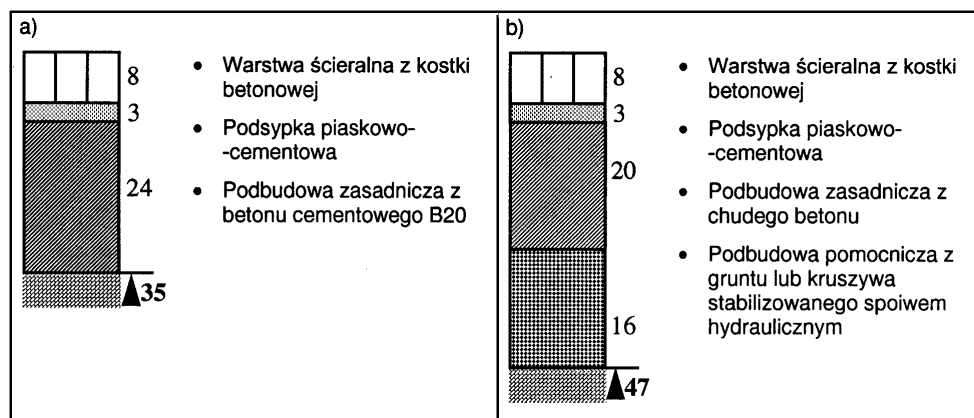 a)
8
3
24
35
• Warstwa ścieralna z kostki
betonowej
• Podsypka piaskowo-
-cementowa
• Podbudowa zasadnicza z
betonu cementowego B20
b)
8
3
20
16
47
• Warstwa ścieralna z kostki
betonowej
• Podsypka piaskowo-
-cementowa
• Podbudowa zasadnicza z
chudego betonu
• Podbudowa pomocnicza z
gruntu lub kruszywa
stabilizowanego spoiwem
hydraulicznym